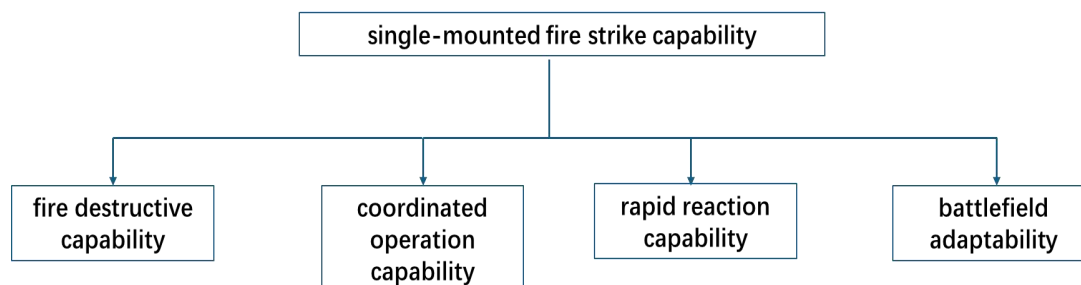 single-mounted fire strike capability
fire destructive
capability
coordinated
operation
capability
rapid reaction
capability
battlefield
adaptability